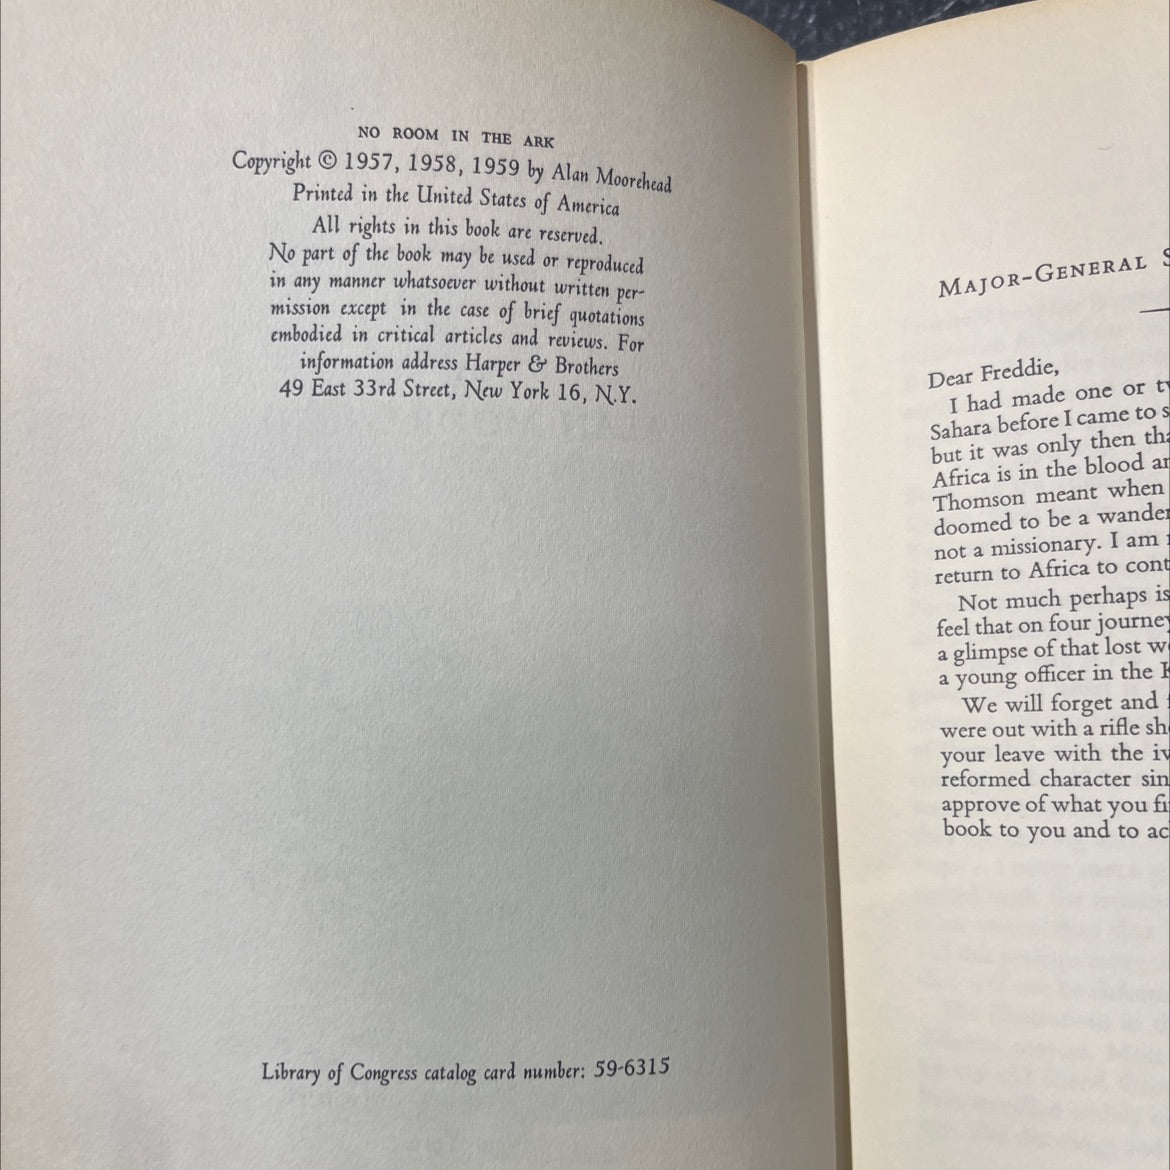 NO ROOM IN THE ARK
Copyright © 1957, 1958, 1959 by Alan Moorehead
Printed in the United States of America
All rights in this book are reserved.
No part of the book may be used or reproduced
in any manner whatsoever without written per-
mission except in the case of brief quotations
embodied in critical articles and reviews. For
information address Harper & Brothers
49 East 33rd Street, New York 16, N.Y.
Library of Congress catalog card number: 59-6315
MAJOR-GENERAL
Dear Freddie,
I had made one or
Sahara before I came to
but it was only then
Africa is in the blood
Thomson meant when
doomed to be a
not a missionary. I am
return to Africa to
Not much perhaps is
feel that on four
a glimpse of that lost
a young officer in the
We will forget and
were out with a rifle
your leave with the
reformed character
approve of what you
book to you and to